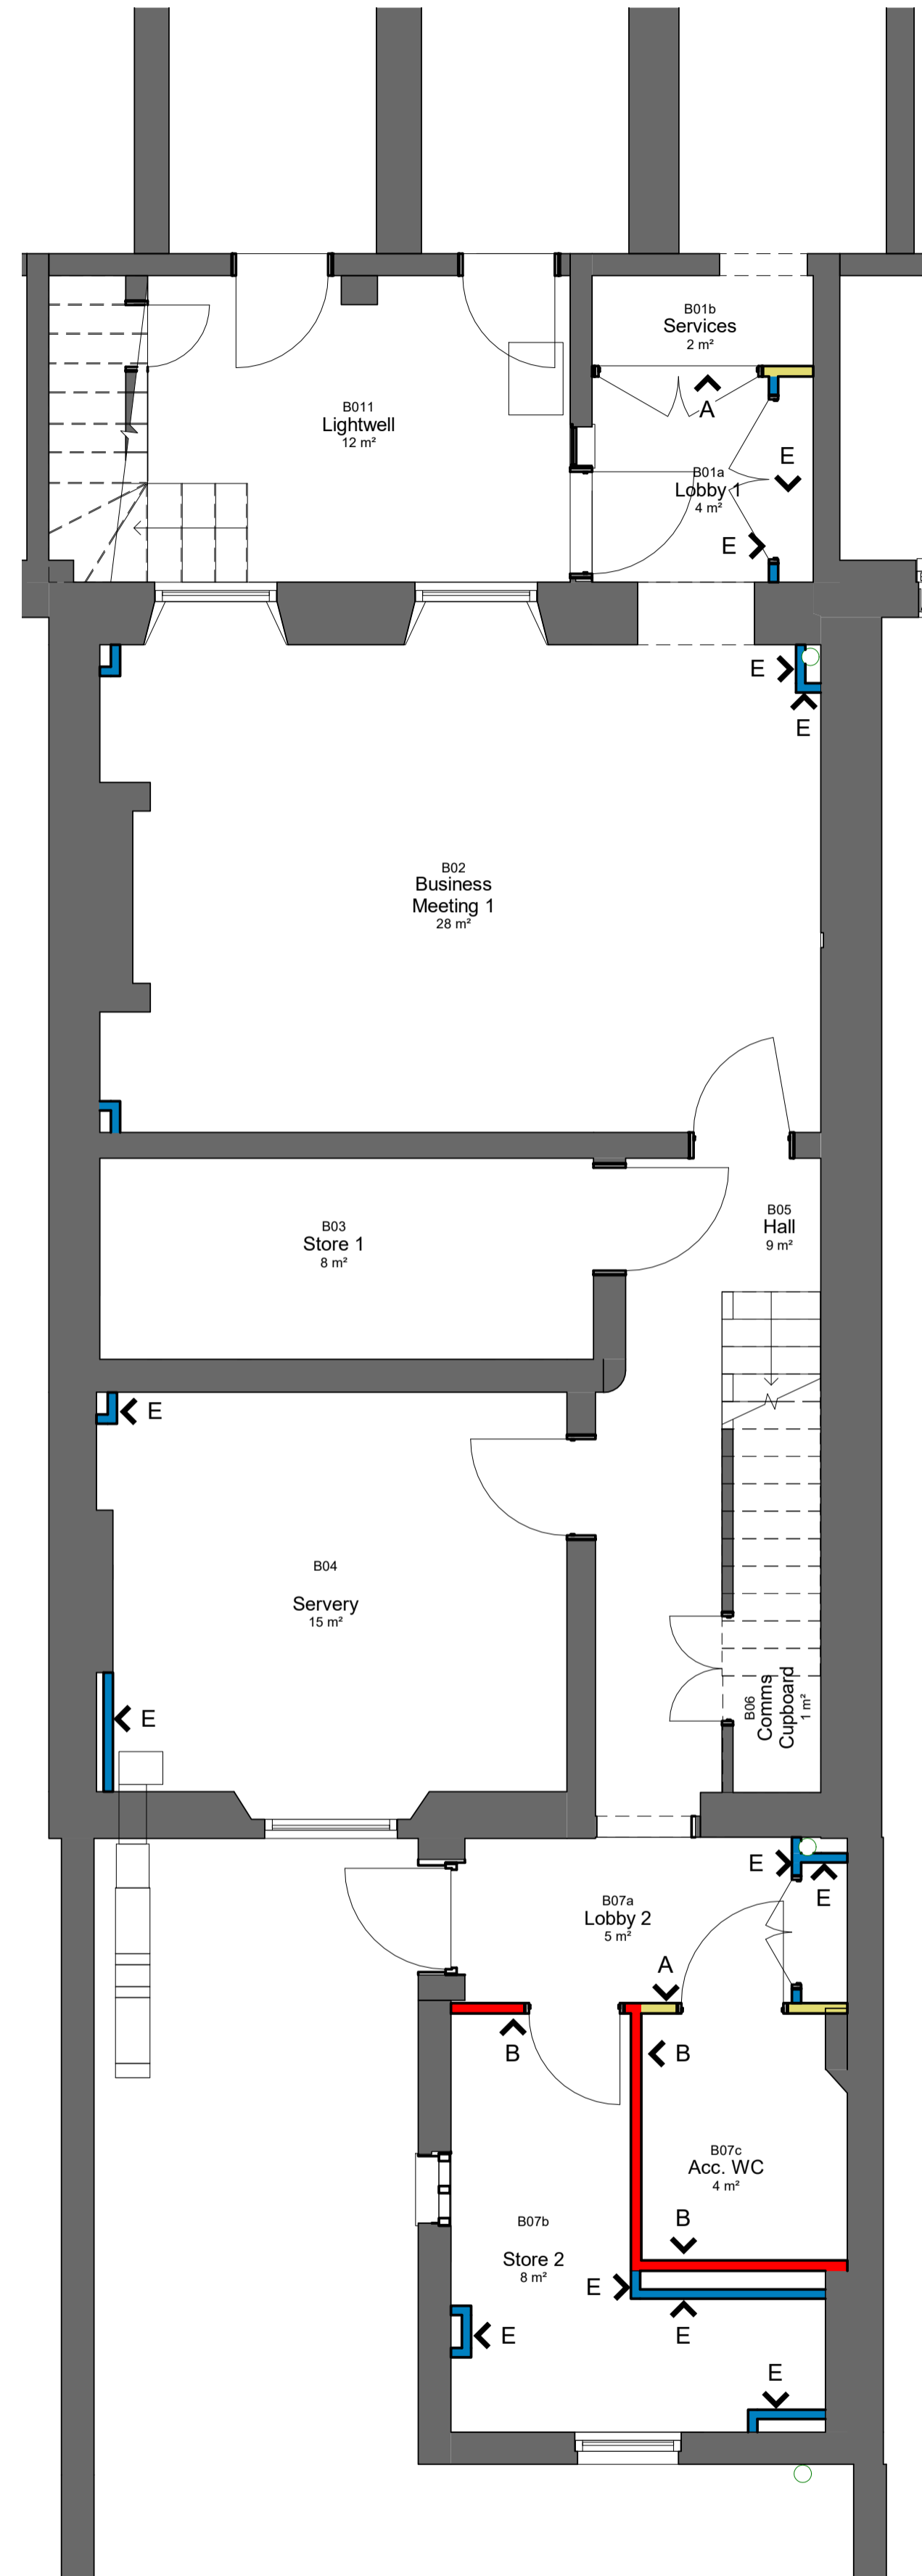 B01b
Services
2 m²
A
B011
Lightwell
12 m²
E
B01a
Lobby 1
4 m²
E
E
E
B02
Business
Meeting 1
28 m²
B05
Hall
9 m²
B03
Store 1
8 m²
E
B04
Servery
15 m²
B06
Comms
Cupboard
1 m²
E
E
E
B07a
Lobby 2
5 m²
A
B
B
B07c
Acc. WC
4 m²
B
B07b
Store 2
8 m²
E
E
E
E